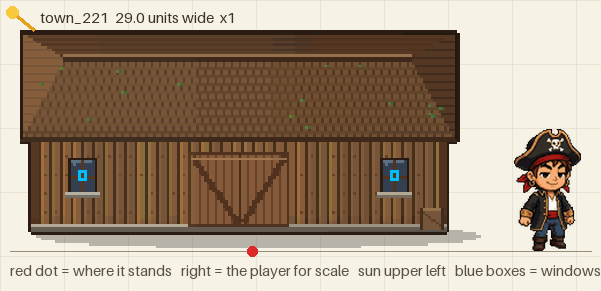 town_221 29.0 units wide x1
red dot = where it stands right = the player for scale sun upper left blue boxes = windows